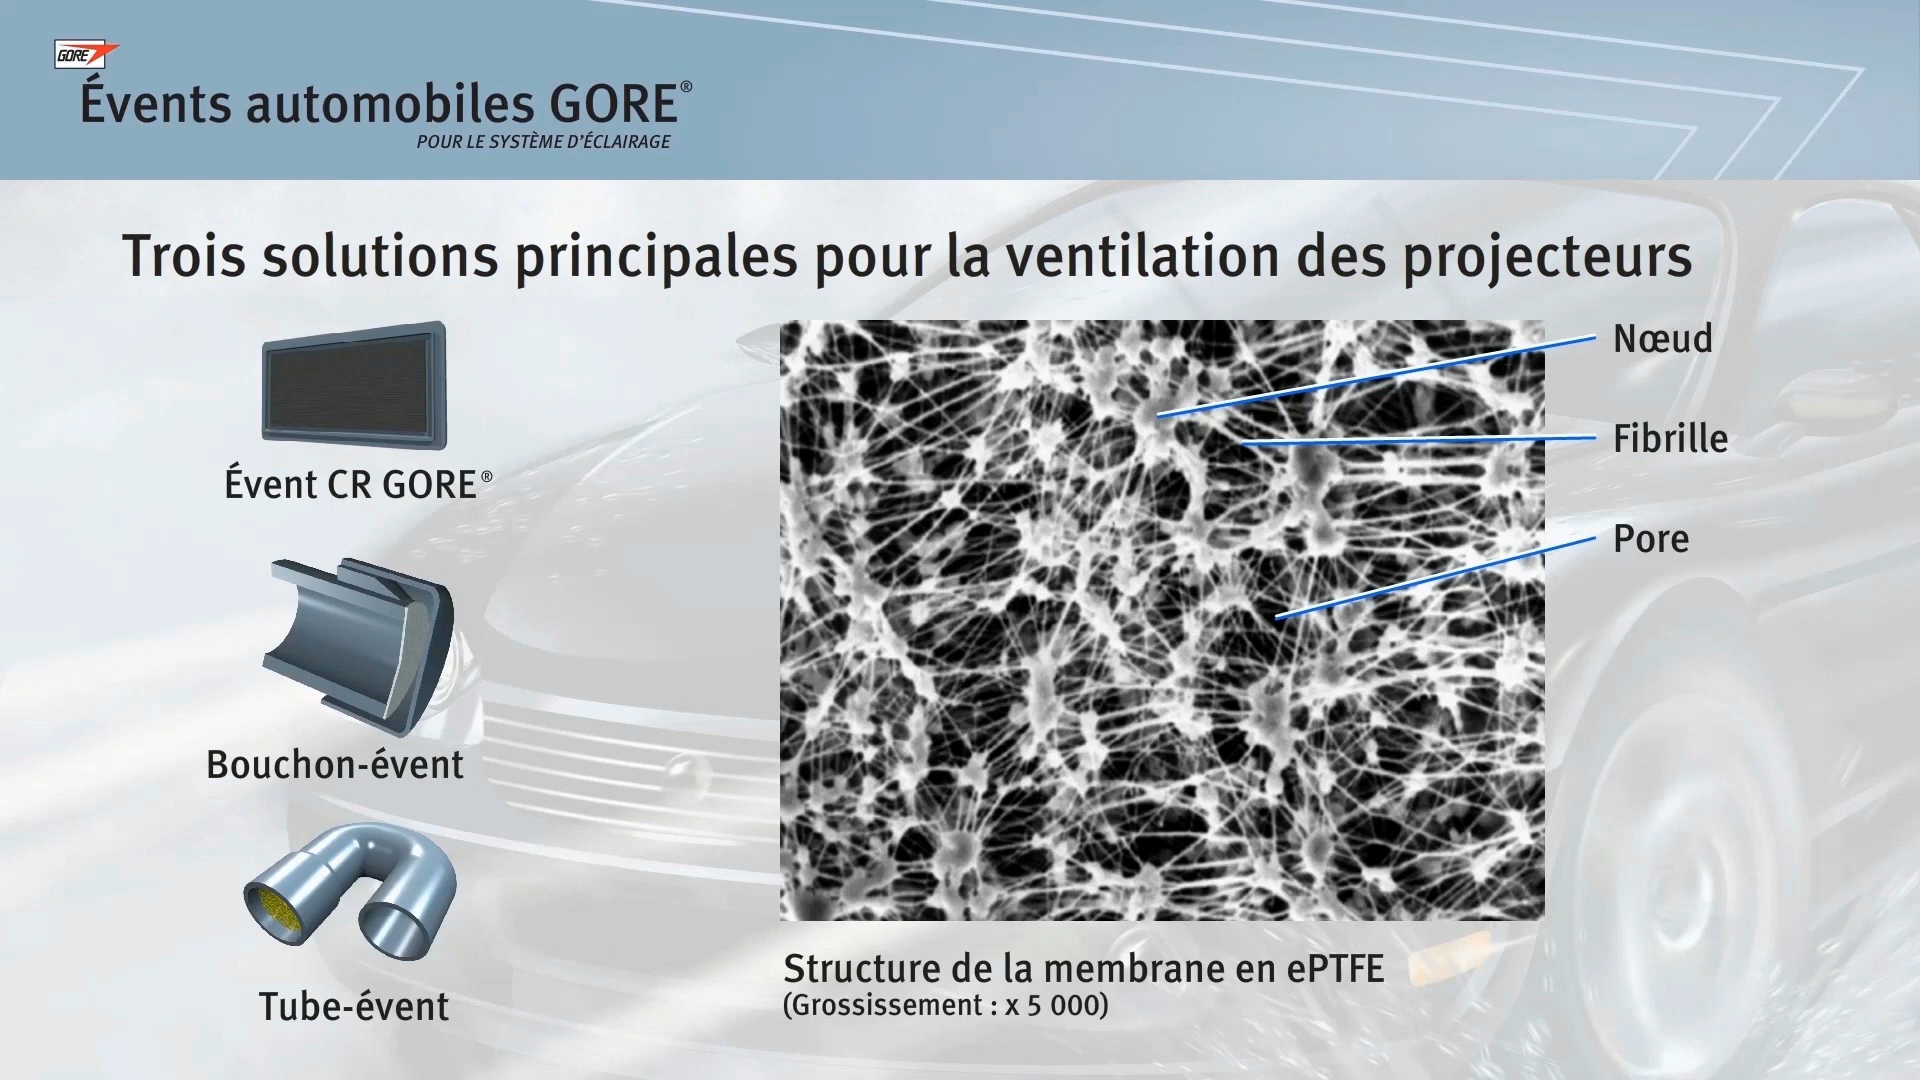 GORE
Évents automobiles GORE®
POUR LE SYSTÈME D'ÉCLAIRAGE
Trois solutions principales pour la ventilation des projecteurs
Évent CR GORE®
Bouchon-évent
Tube-évent
Nœud
Fibrille
Pore
Structure de la membrane en ePTFE
(Grossissement : x 5 000)